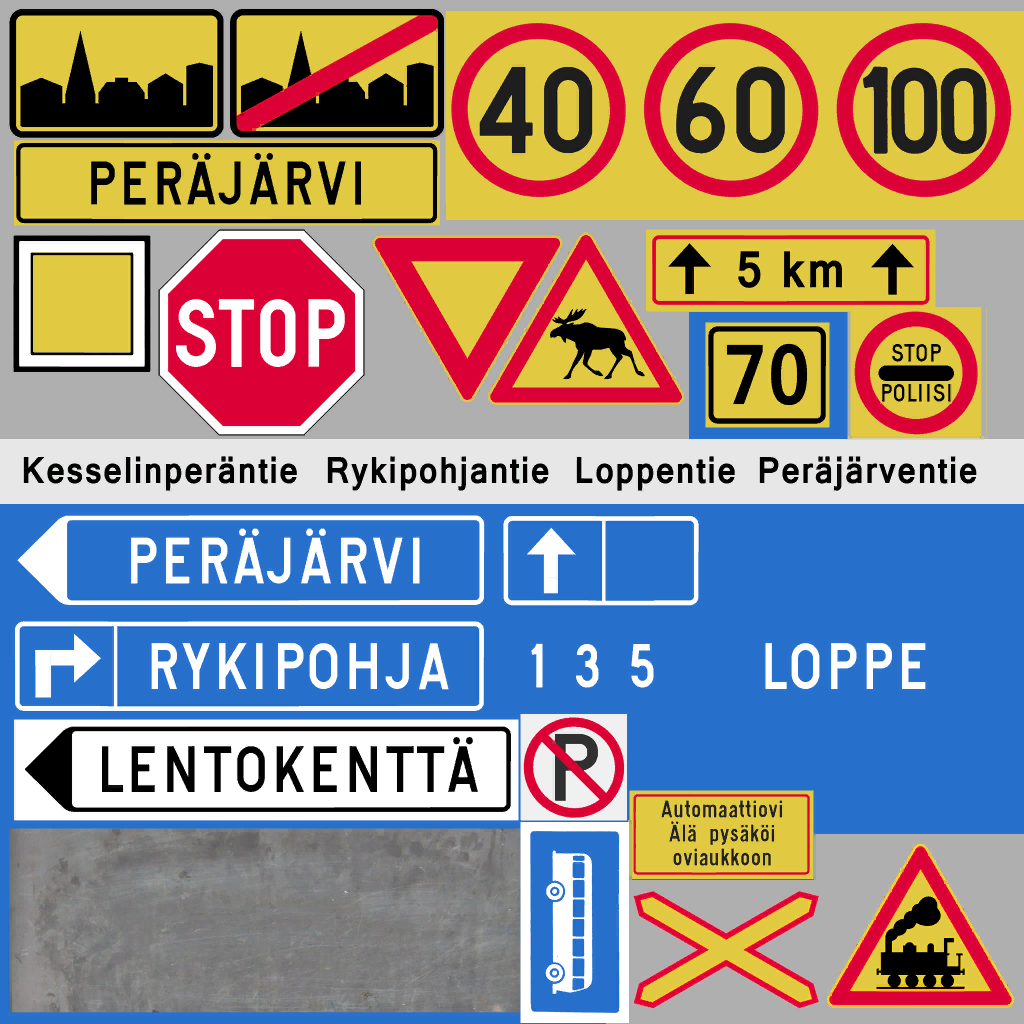 40 60 100
PERÄJÄRVI
STOP
5 km
70
STOP
POLIISI
Kesselinperäntie Rykipohjantie Loppentie Peräjärventie
PERÄJÄRVI
RYKIPOHJA
1 3 5
LOPPE
LENTOKENTTÄ
P
Automaattiovi
Älä pysäköi
oviaukkoon